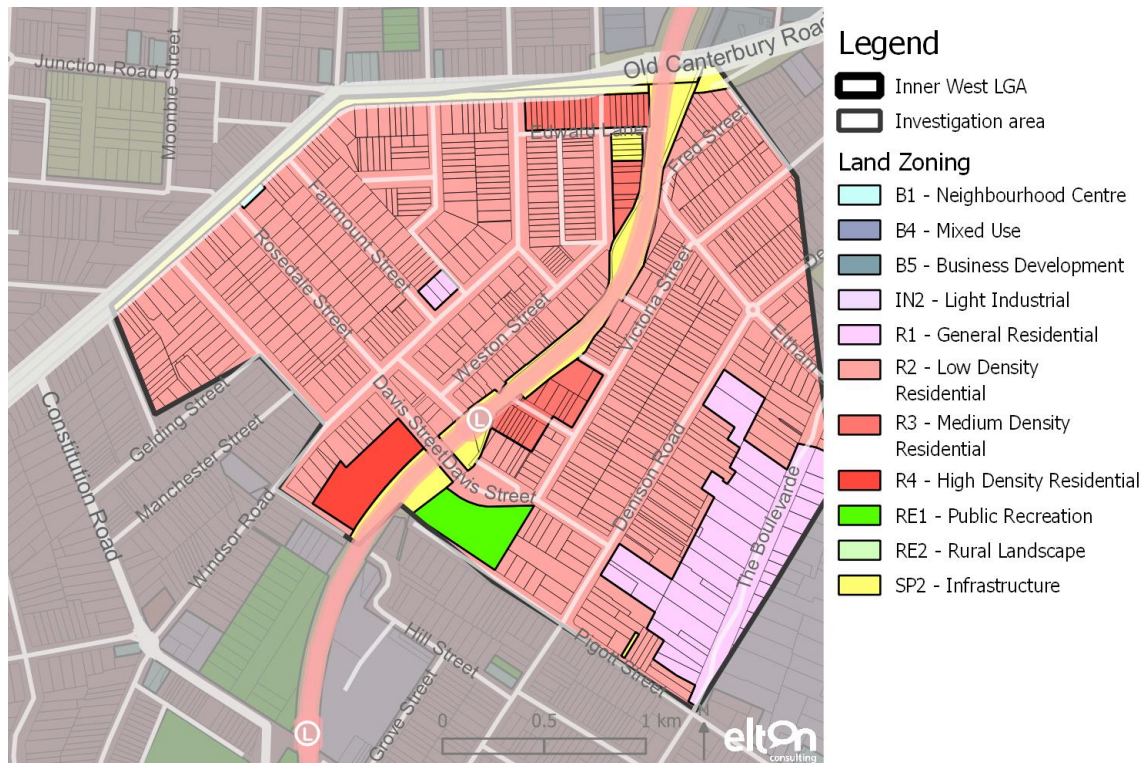 Old Canterbury Road
Junction Road
Moonbie Street
Edward Lane
Fred Street
Fairmount Street
Rosedale Street
Weston Street
Victoria Street
Eltham
Davis Street
L
Davis Street
Denison Road
The Boulevarde
Gelding Street
Manchester Street
Windsor Road
Constitution Road
Hill Street
Pigott Street
Grove Street
L
0 0.5 1 km
N
elton
consulting
Legend
Inner West LGA
Investigation area
Land Zoning
B1 - Neighbourhood Centre
B4 - Mixed Use
B5 - Business Development
IN2 - Light Industrial
R1 - General Residential
R2 - Low Density
Residential
R3 - Medium Density
Residential
R4 - High Density Residential
RE1 - Public Recreation
RE2 - Rural Landscape
SP2 - Infrastructure